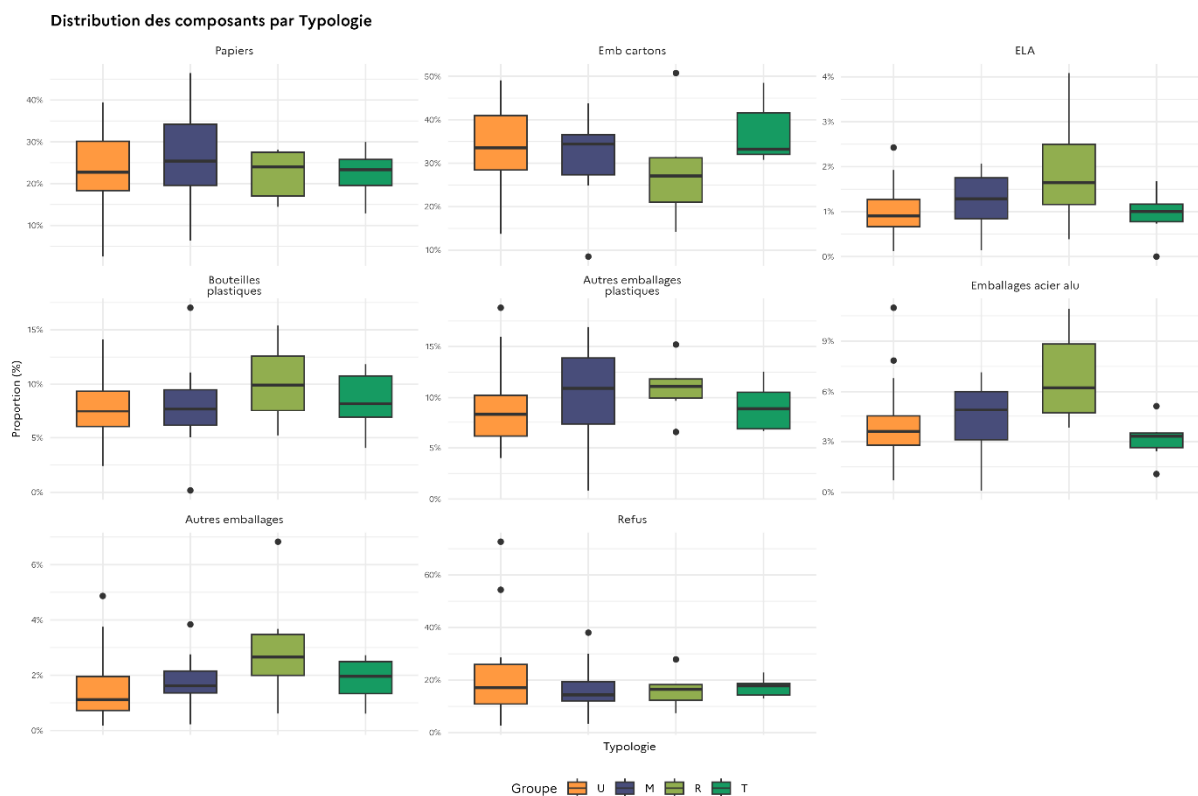 Distribution des composants par Typologie
Papiers
Emb cartons
ELA
40%
30%
20%
10%
50%
40%
30%
20%
10%
4%
3%
2%
1%
0%
Bouteilles
plastiques
Autres emballages
plastiques
Emballages acier alu
Proportion (%)
15%
10%
5%
0%
15%
10%
5%
0%
9%
6%
3%
0%
Autres emballages
Refus
6%
4%
2%
0%
60%
40%
20%
0%
Typologie
Groupe U M R T